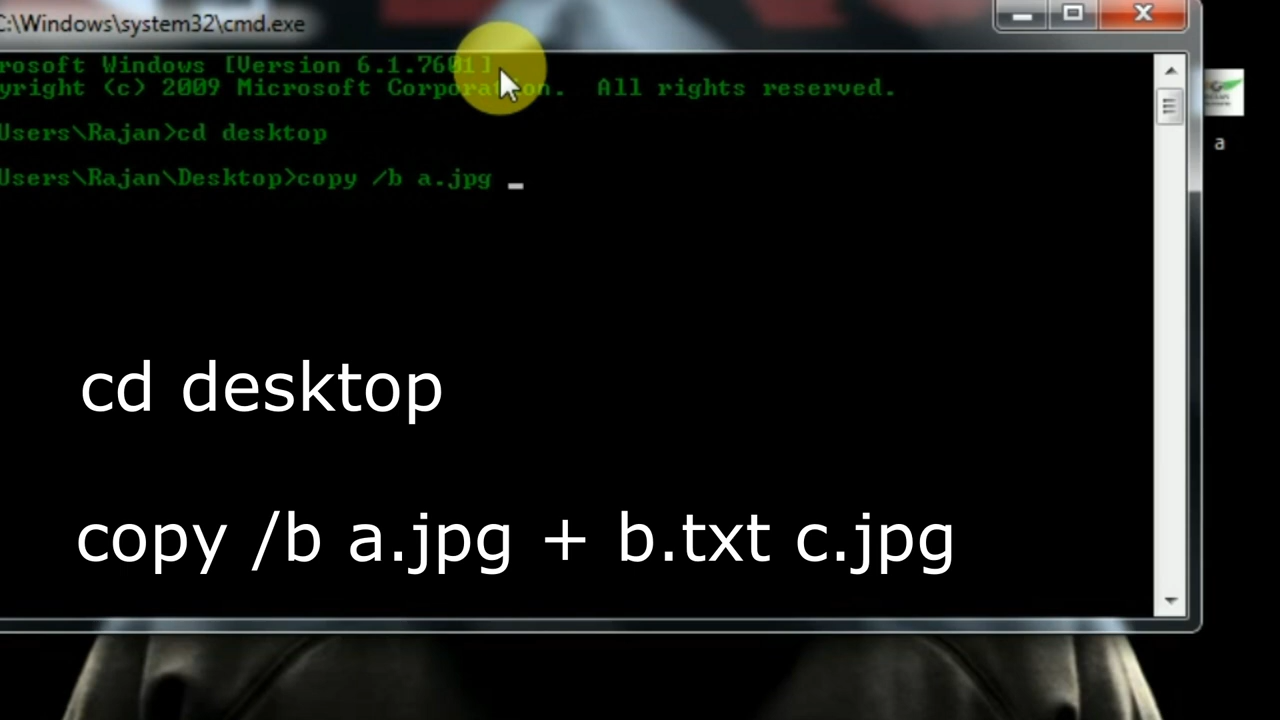 C:\Windows\system32\cmd.exe
rosoft Windows [Version 6.1.7601]
yright (c) 2009 Microsoft Corporation. All rights reserved.
Users\Rajan>cd desktop
Users\Rajan\Desktop>copy /b a.jpg
a
cd desktop
copy /b a.jpg + b.txt c.jpg